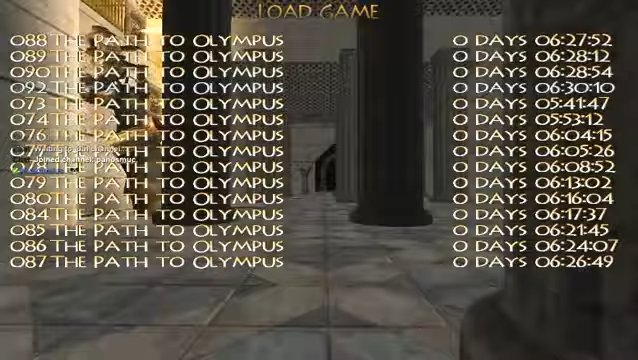 LOAD GAME
088 THE PATH TO OLYMPUS 0 DAYS 06:27:52
089 THE PATH TO OLYMPUS 0 DAYS 06:28:12
090 THE PATH TO OLYMPUS 0 DAYS 06:28:54
092 THE PATH TO OLYMPUS 0 DAYS 06:30:10
073 THE PATH TO OLYMPUS 0 DAYS 05:41:47
074 THE PATH TO OLYMPUS 0 DAYS 05:53:12
076 THE PATH TO OLYMPUS 0 DAYS 06:04:15
THE PATH TO OLYMPUS 0 DAYS 06:05:26
Joined channel: panosmuc
THE PATH TO OLYMPUS 0 DAYS 06:08:52
079 THE PATH TO OLYMPUS 0 DAYS 06:13:02
080 THE PATH TO OLYMPUS 0 DAYS 06:16:04
084 THE PATH TO OLYMPUS 0 DAYS 06:17:37
085 THE PATH TO OLYMPUS 0 DAYS 06:21:45
086 THE PATH TO OLYMPUS 0 DAYS 06:24:07
087 THE PATH TO OLYMPUS 0 DAYS 06:26:49